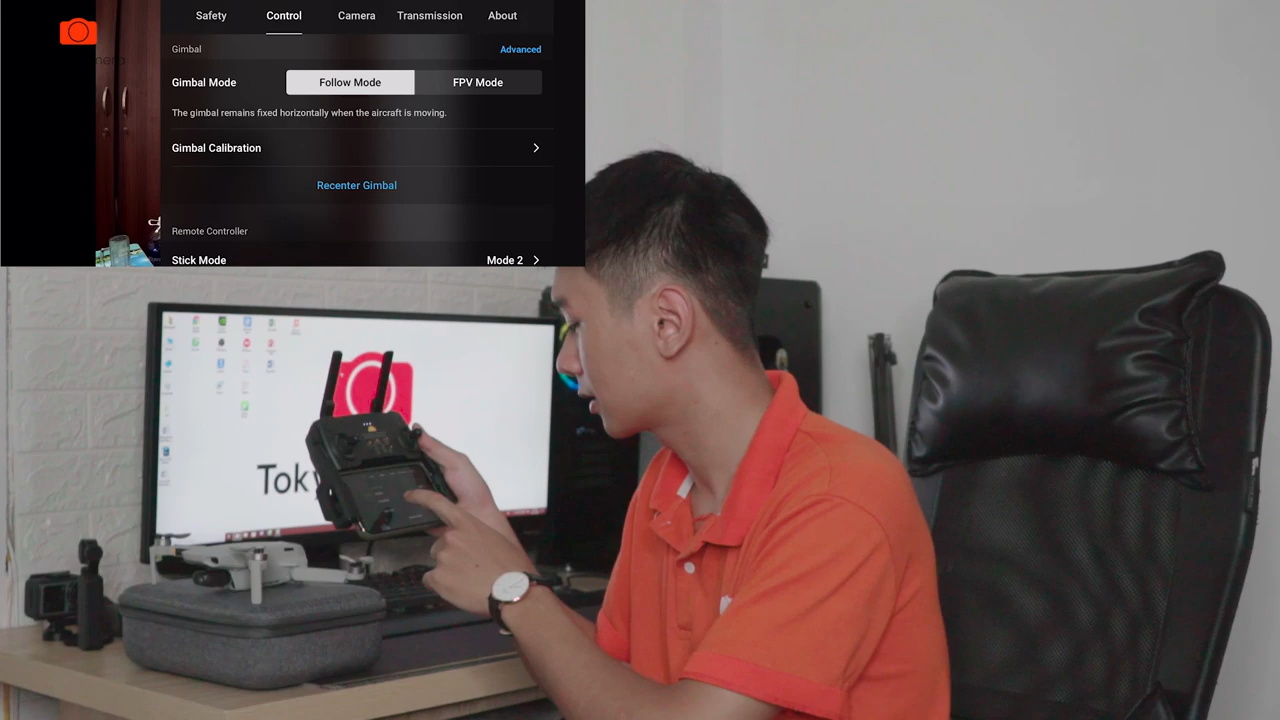 Safety Control Camera Transmission About
Gimbal Advanced
Gimbal Mode Follow Mode FPV Mode
The gimbal remains fixed horizontally when the aircraft is moving.
Gimbal Calibration
Recenter Gimbal
Remote Controller
Stick Mode Mode 2